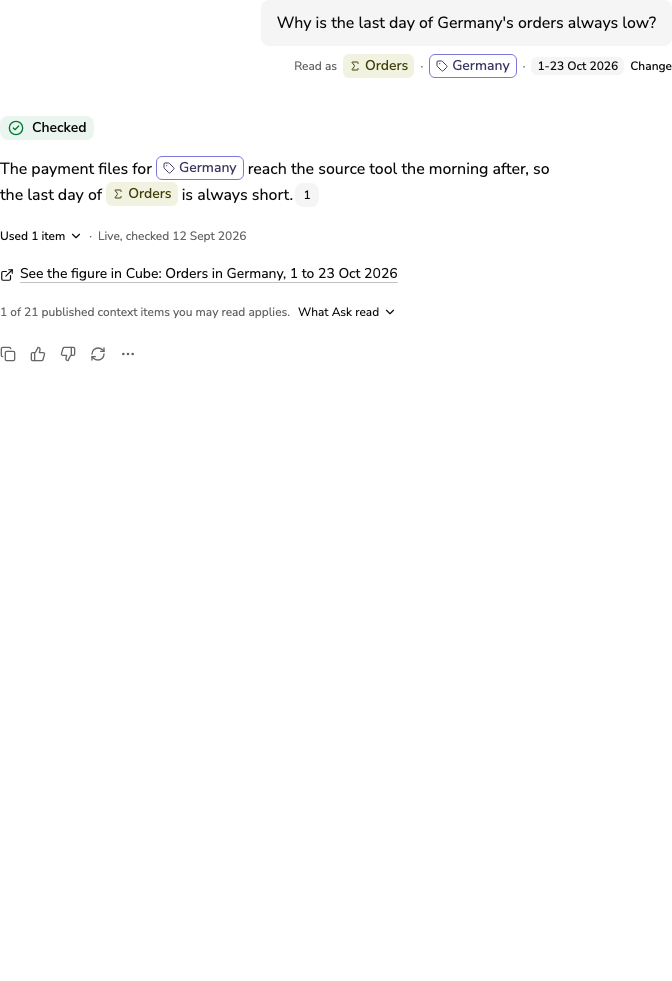 Why is the last day of Germany's orders always low?
Read as Σ Orders · Germany · 1-23 Oct 2026 Change
Checked
The payment files for Germany reach the source tool the morning after, so
the last day of Σ Orders is always short. 1
Used 1 item · Live, checked 12 Sept 2026
See the figure in Cube: Orders in Germany, 1 to 23 Oct 2026
1 of 21 published context items you may read applies. What Ask read